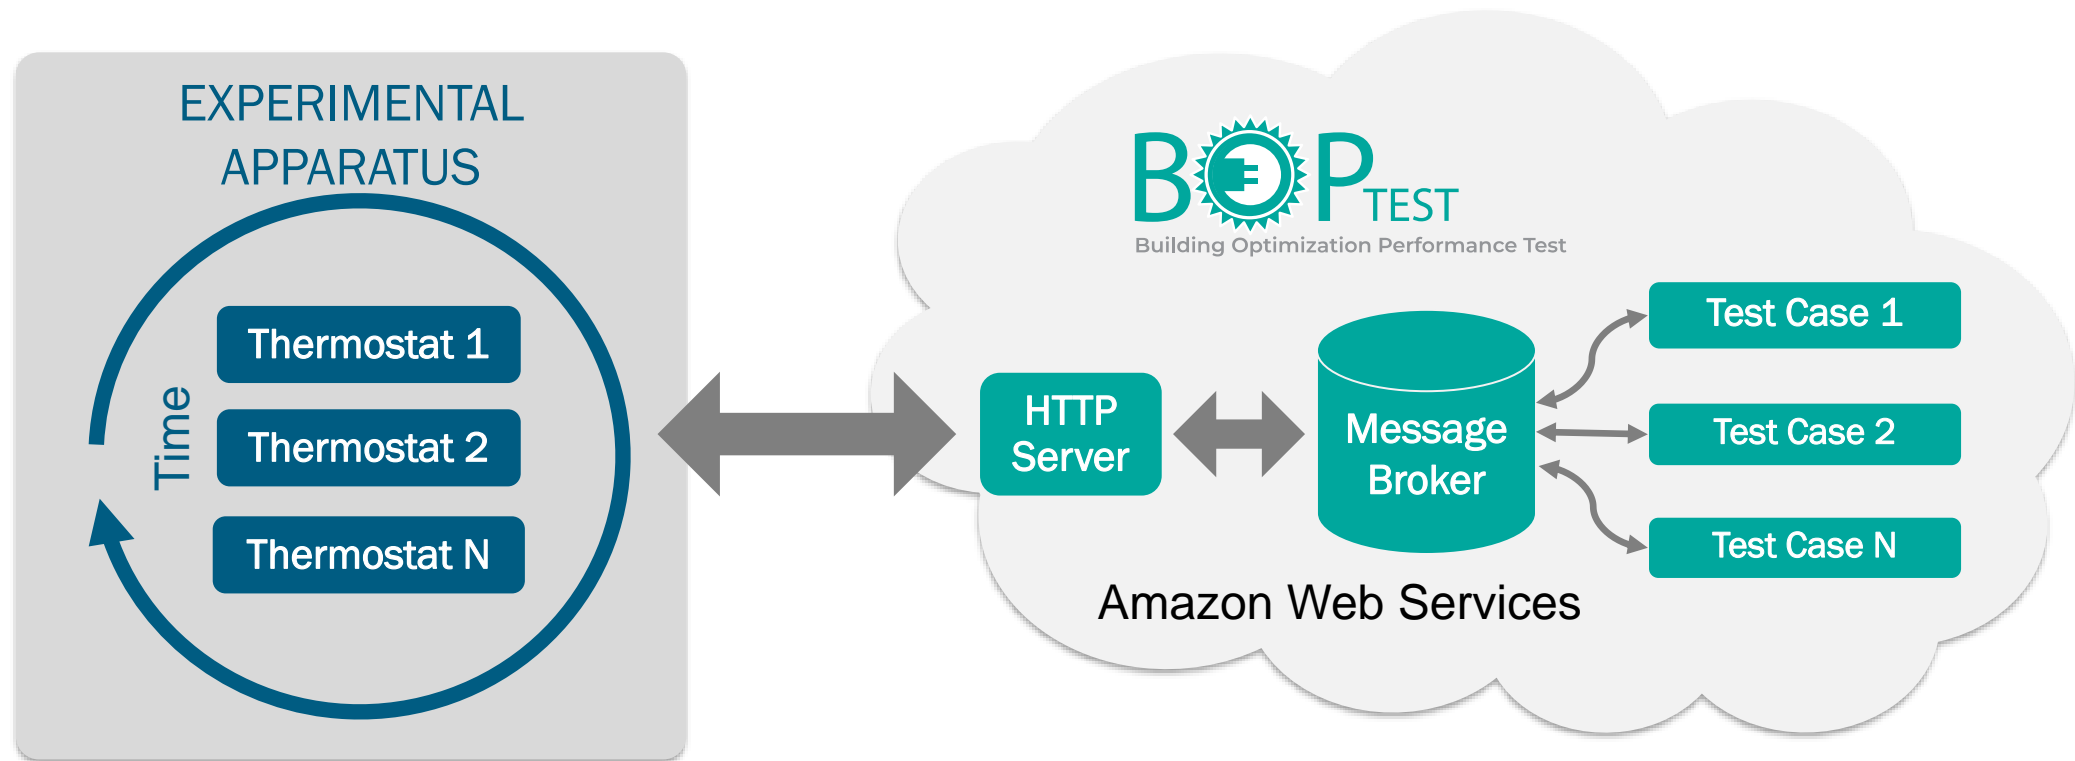 EXPERIMENTAL
APPARATUS
Time
Thermostat 1
Thermostat 2
Thermostat N
BOPTEST
Building Optimization Performance Test
HTTP
Server
Message
Broker
Test Case 1
Test Case 2
Test Case N
Amazon Web Services